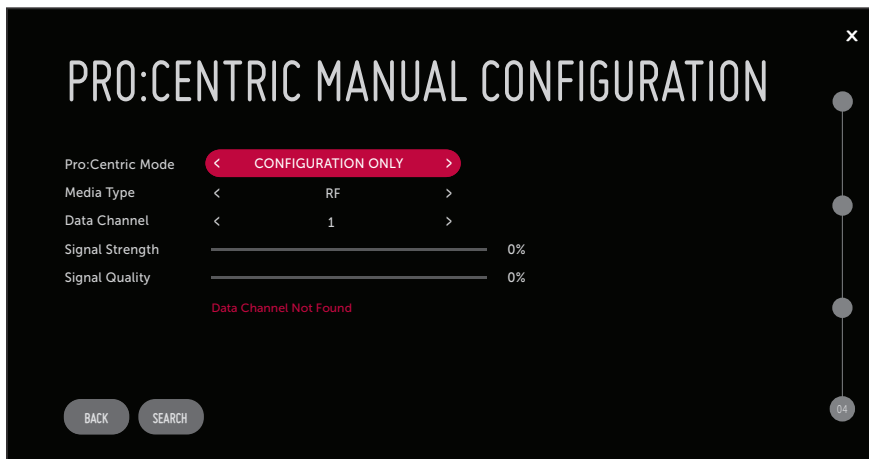 X
PRO:CENTRIC MANUAL CONFIGURATION
Pro:Centric Mode < CONFIGURATION ONLY >
Media Type < RF >
Data Channel < 1 >
Signal Strength 0%
Signal Quality 0%
Data Channel Not Found
BACK SEARCH 04